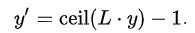 y′ = ceil(L · y) − 1.